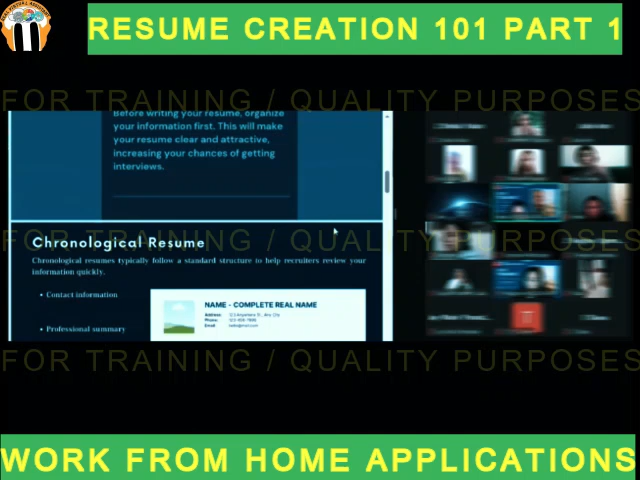 RESUME CREATION 101 PART 1
FOR TRAINING / QUALITY PURPOSES
Before writing your resume, organize
your information first. This will make
your resume clear and attractive,
increasing your chances of getting
interviews.
Chronological Resume
FOR TRAINING / QUALITY PURPOSES
Chronological resumes typically follow a standard structure to help recruiters review your
information quickly.
• Contact information
NAME - COMPLETE REAL NAME
Address:
Phone:
Email:
• Professional summary
FOR TRAINING / QUALITY PURPOSES
WORK FROM HOME APPLICATIONS